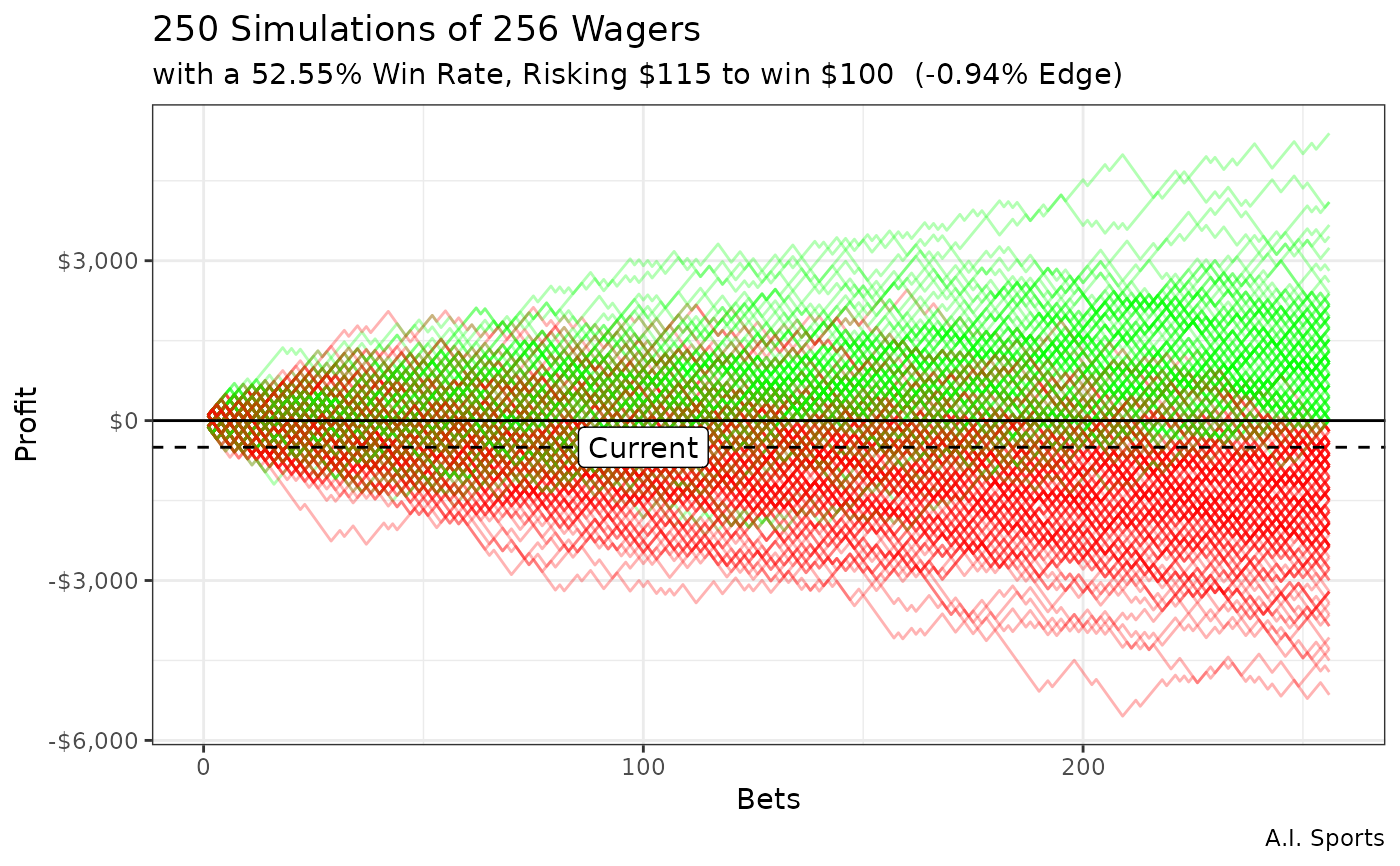 250 Simulations of 256 Wagers
with a 52.55% Win Rate, Risking $115 to win $100  (-0.94% Edge)
Profit
$3,000
$0
-$3,000
-$6,000
Current
0
100
200
Bets
A.I. Sports